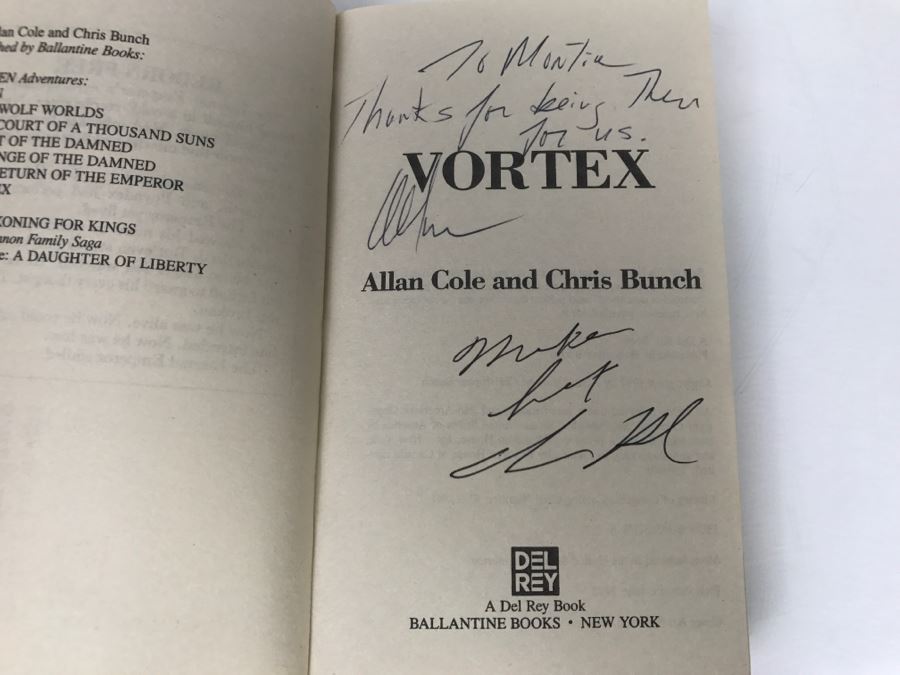 lan Cole and Chris Bunch
hed by Ballantine Books:
EN Adventures:
N
WOLF WORLDS
COURT OF A THOUSAND SUNS
T OF THE DAMNED
NGE OF THE DAMNED
ETURN OF THE EMPEROR
EX
KONING FOR KINGS
non Family Saga
e: A DAUGHTER OF LIBERTY
To
Thanks for being There
for us.
VORTEX
Allan
Allan Cole and Chris Bunch
DEL
REY
A Del Rey Book
BALLANTINE BOOKS • NEW YORK